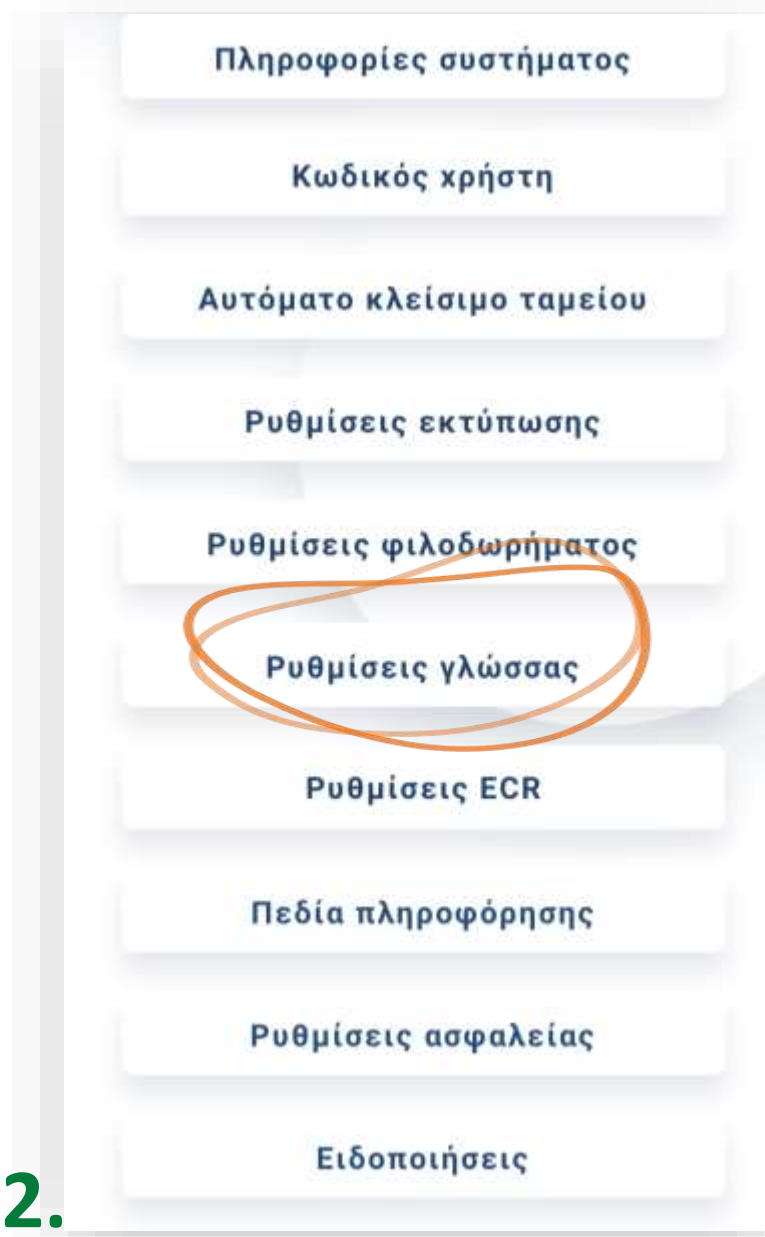 Πληροφορίες συστήματος
Κωδικός χρήστη
Αυτόματο κλείσιμο ταμείου
Ρυθμίσεις εκτύπωσης
Ρυθμίσεις φιλοδωρήματος
Ρυθμίσεις γλώσσας
Ρυθμίσεις ECR
Πεδία πληροφόρησης
Ρυθμίσεις ασφαλείας
Ειδοποιήσεις
2.